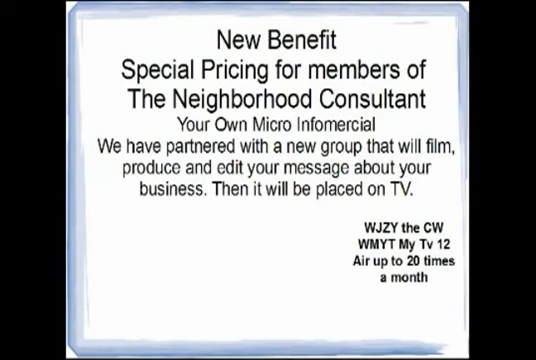 New Benefit
Special Pricing for members of
The Neighborhood Consultant
Your Own Micro Infomercial
We have partnered with a new group that will film,
produce and edit your message about your
business. Then it will be placed on TV.
WJZY the CW
WMYT My Tv 12
Air up to 20 times
a month